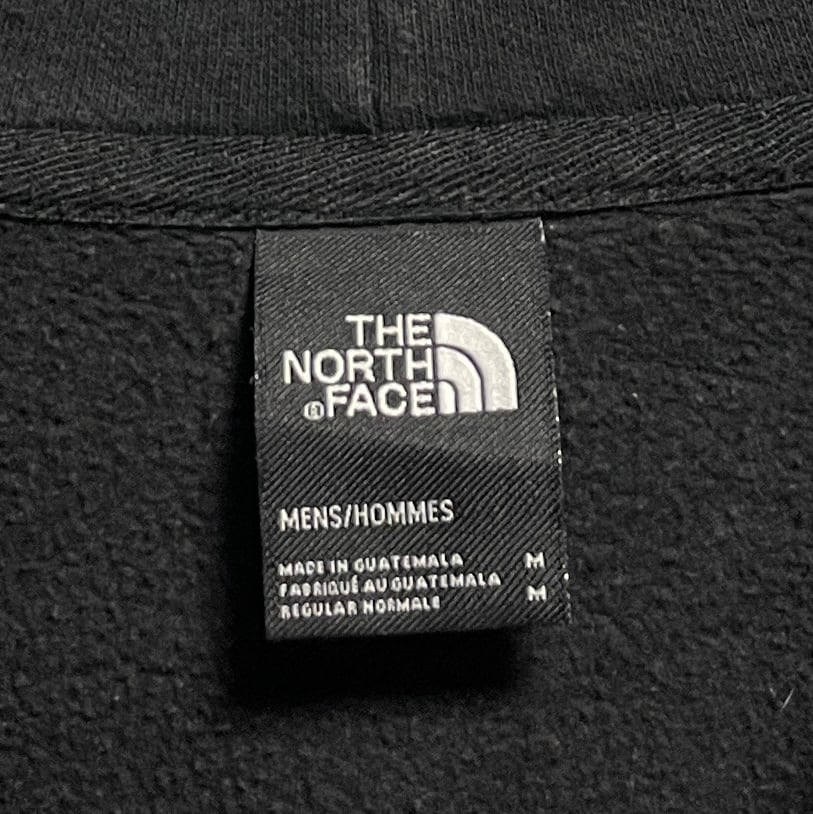 THE
NORTH
®FACE
MENS/HOMMES
MADE IN GUATEMALA M
FABRIQUÉ AU GUATEMALA
REGULAR NORMALE M